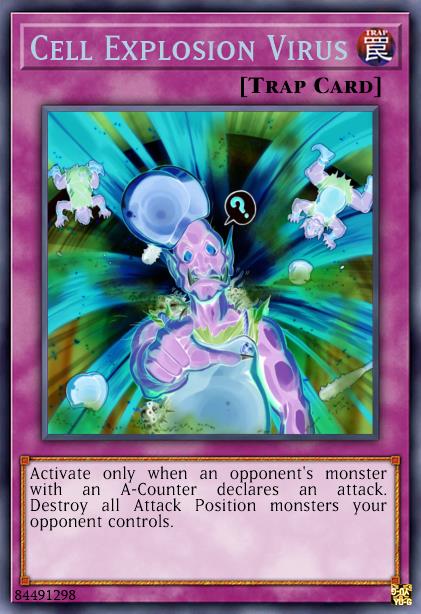 Cell Explosion Virus
TRAP
罠
[Trap Card]
?
Activate only when an opponent's monster
with an A-Counter declares an attack.
Destroy all Attack Position monsters your
opponent controls.
84491298